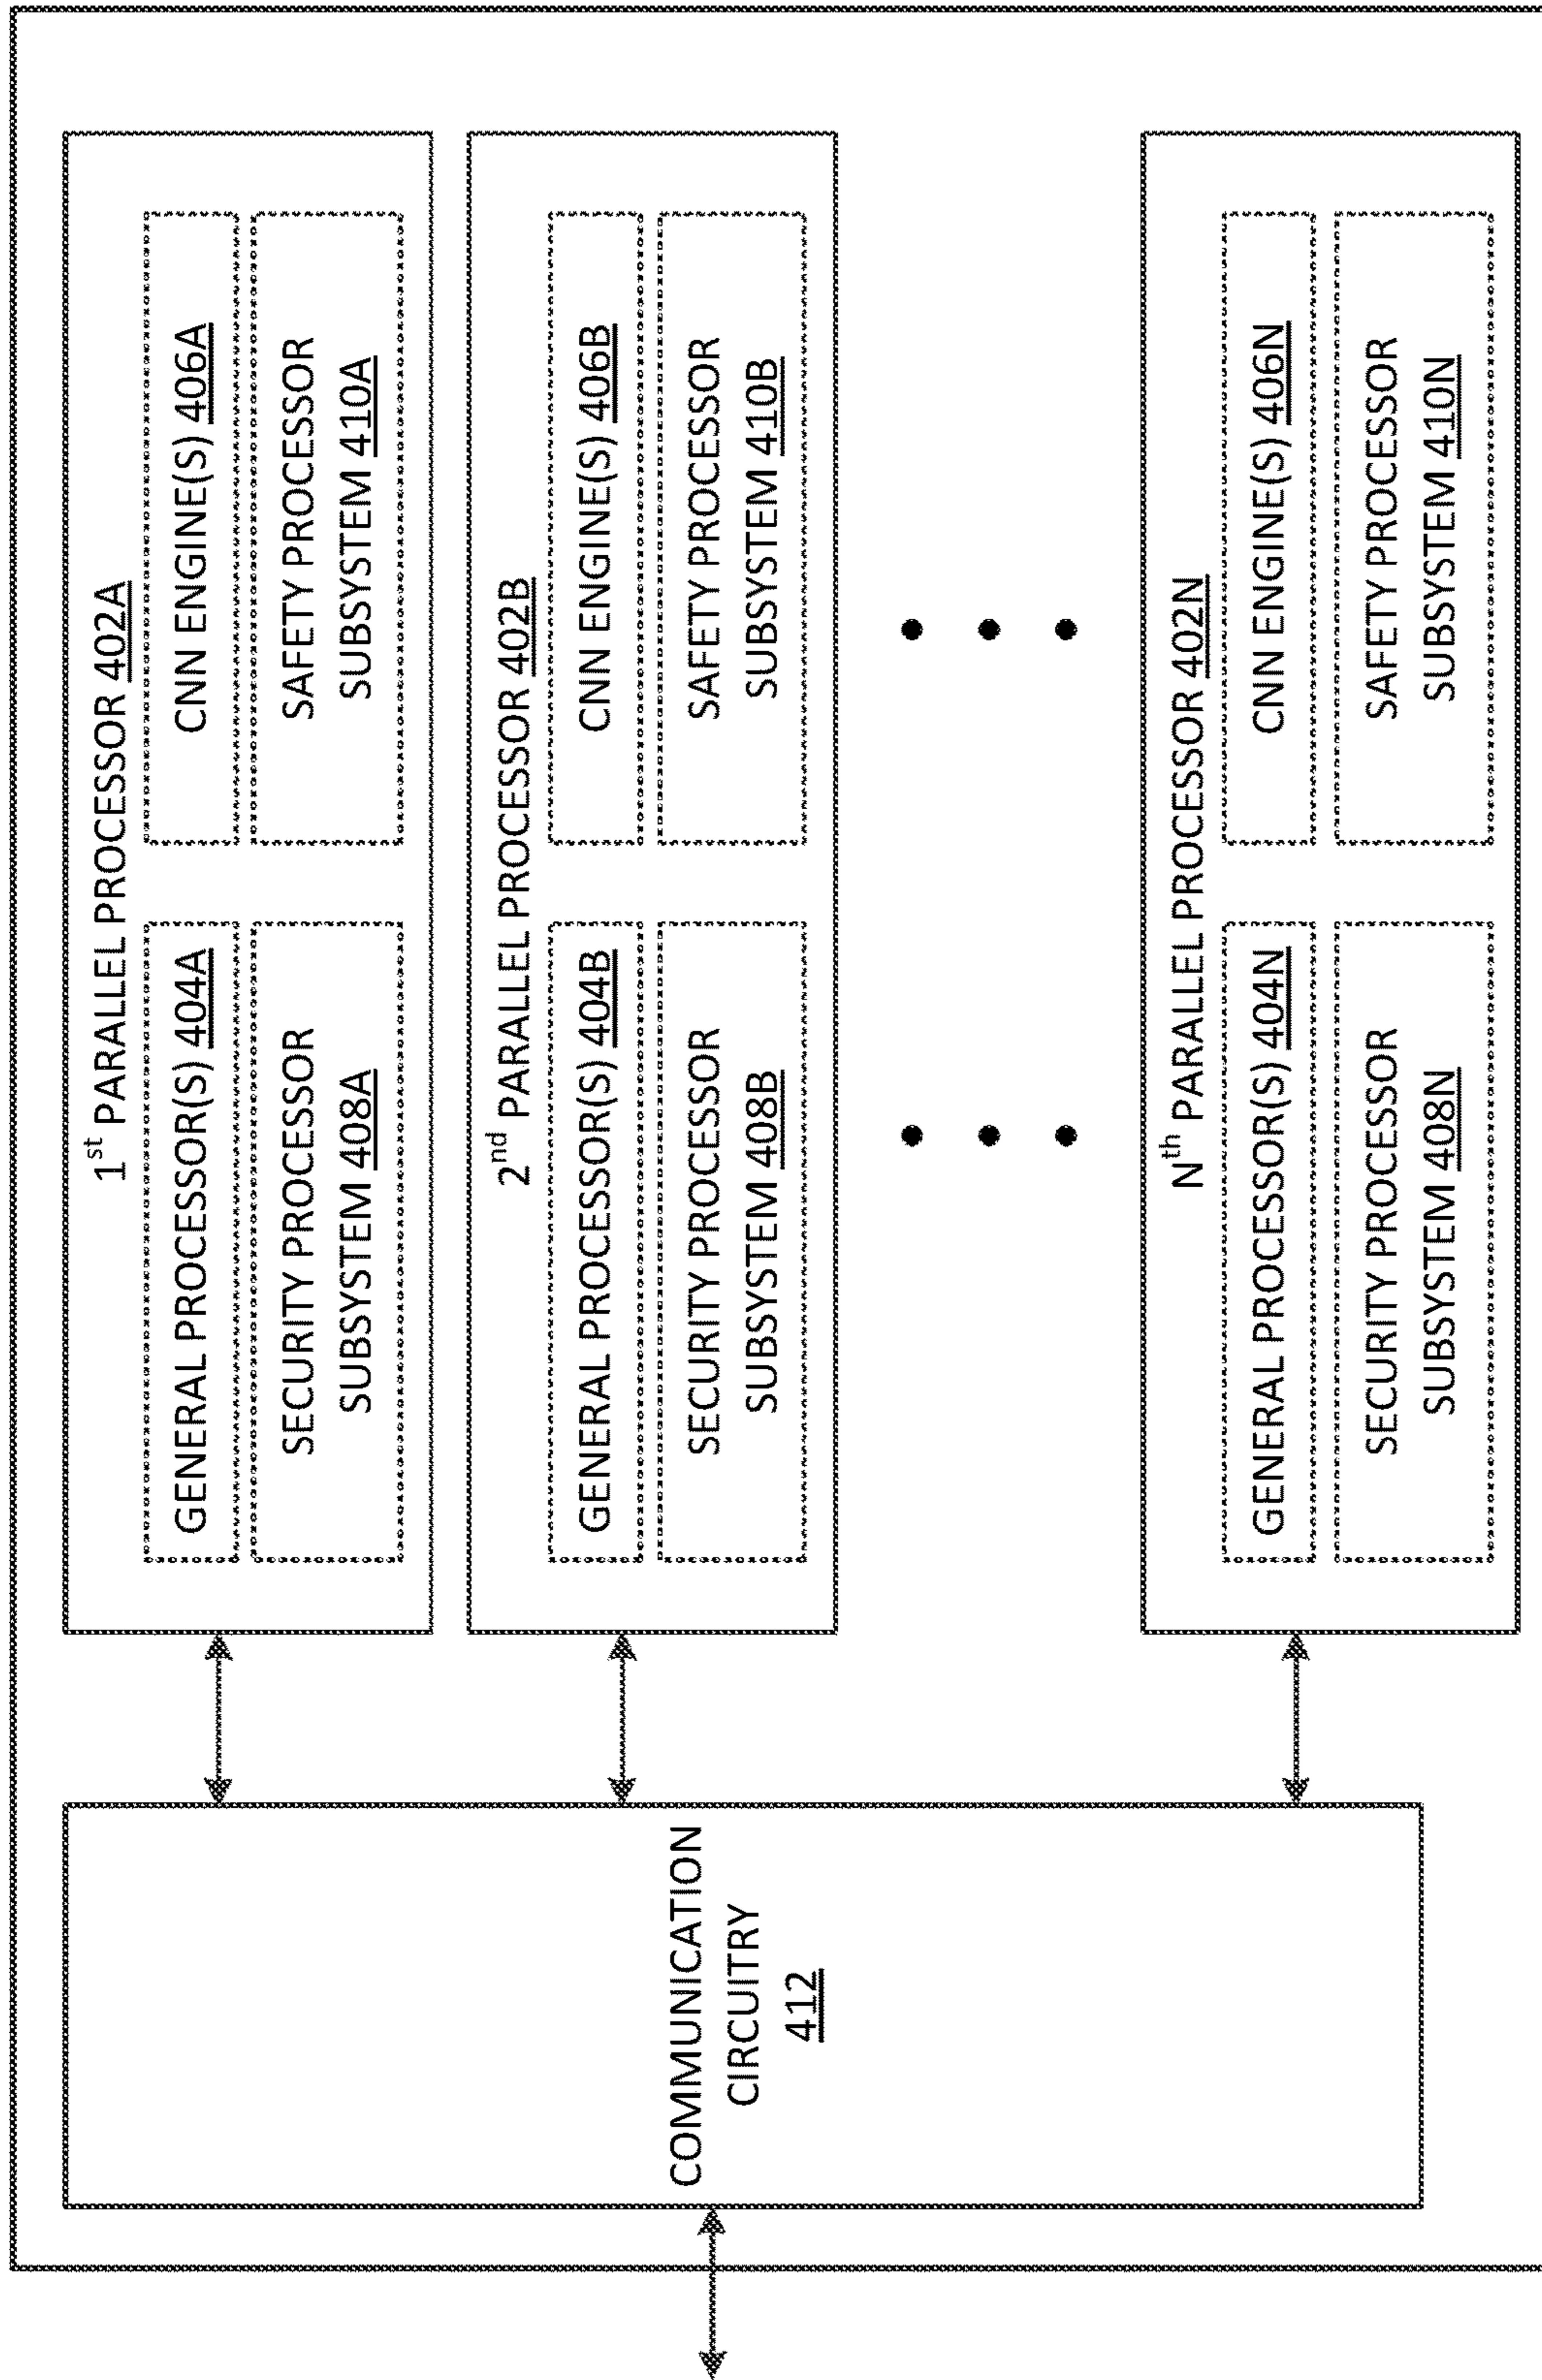 1st PARALLEL PROCESSOR 402A
GENERAL PROCESSOR(S) 404A
CNN ENGINE(S) 406A
SECURITY PROCESSOR
SUBSYSTEM 408A
SAFETY PROCESSOR
SUBSYSTEM 410A
2nd PARALLEL PROCESSOR 402B
GENERAL PROCESSOR(S) 404B
CNN ENGINE(S) 406B
SECURITY PROCESSOR
SUBSYSTEM 408B
SAFETY PROCESSOR
SUBSYSTEM 410B
Nth PARALLEL PROCESSOR 402N
GENERAL PROCESSOR(S) 404N
CNN ENGINE(S) 406N
SECURITY PROCESSOR
SUBSYSTEM 408N
SAFETY PROCESSOR
SUBSYSTEM 410N
COMMUNICATION
CIRCUITRY
412